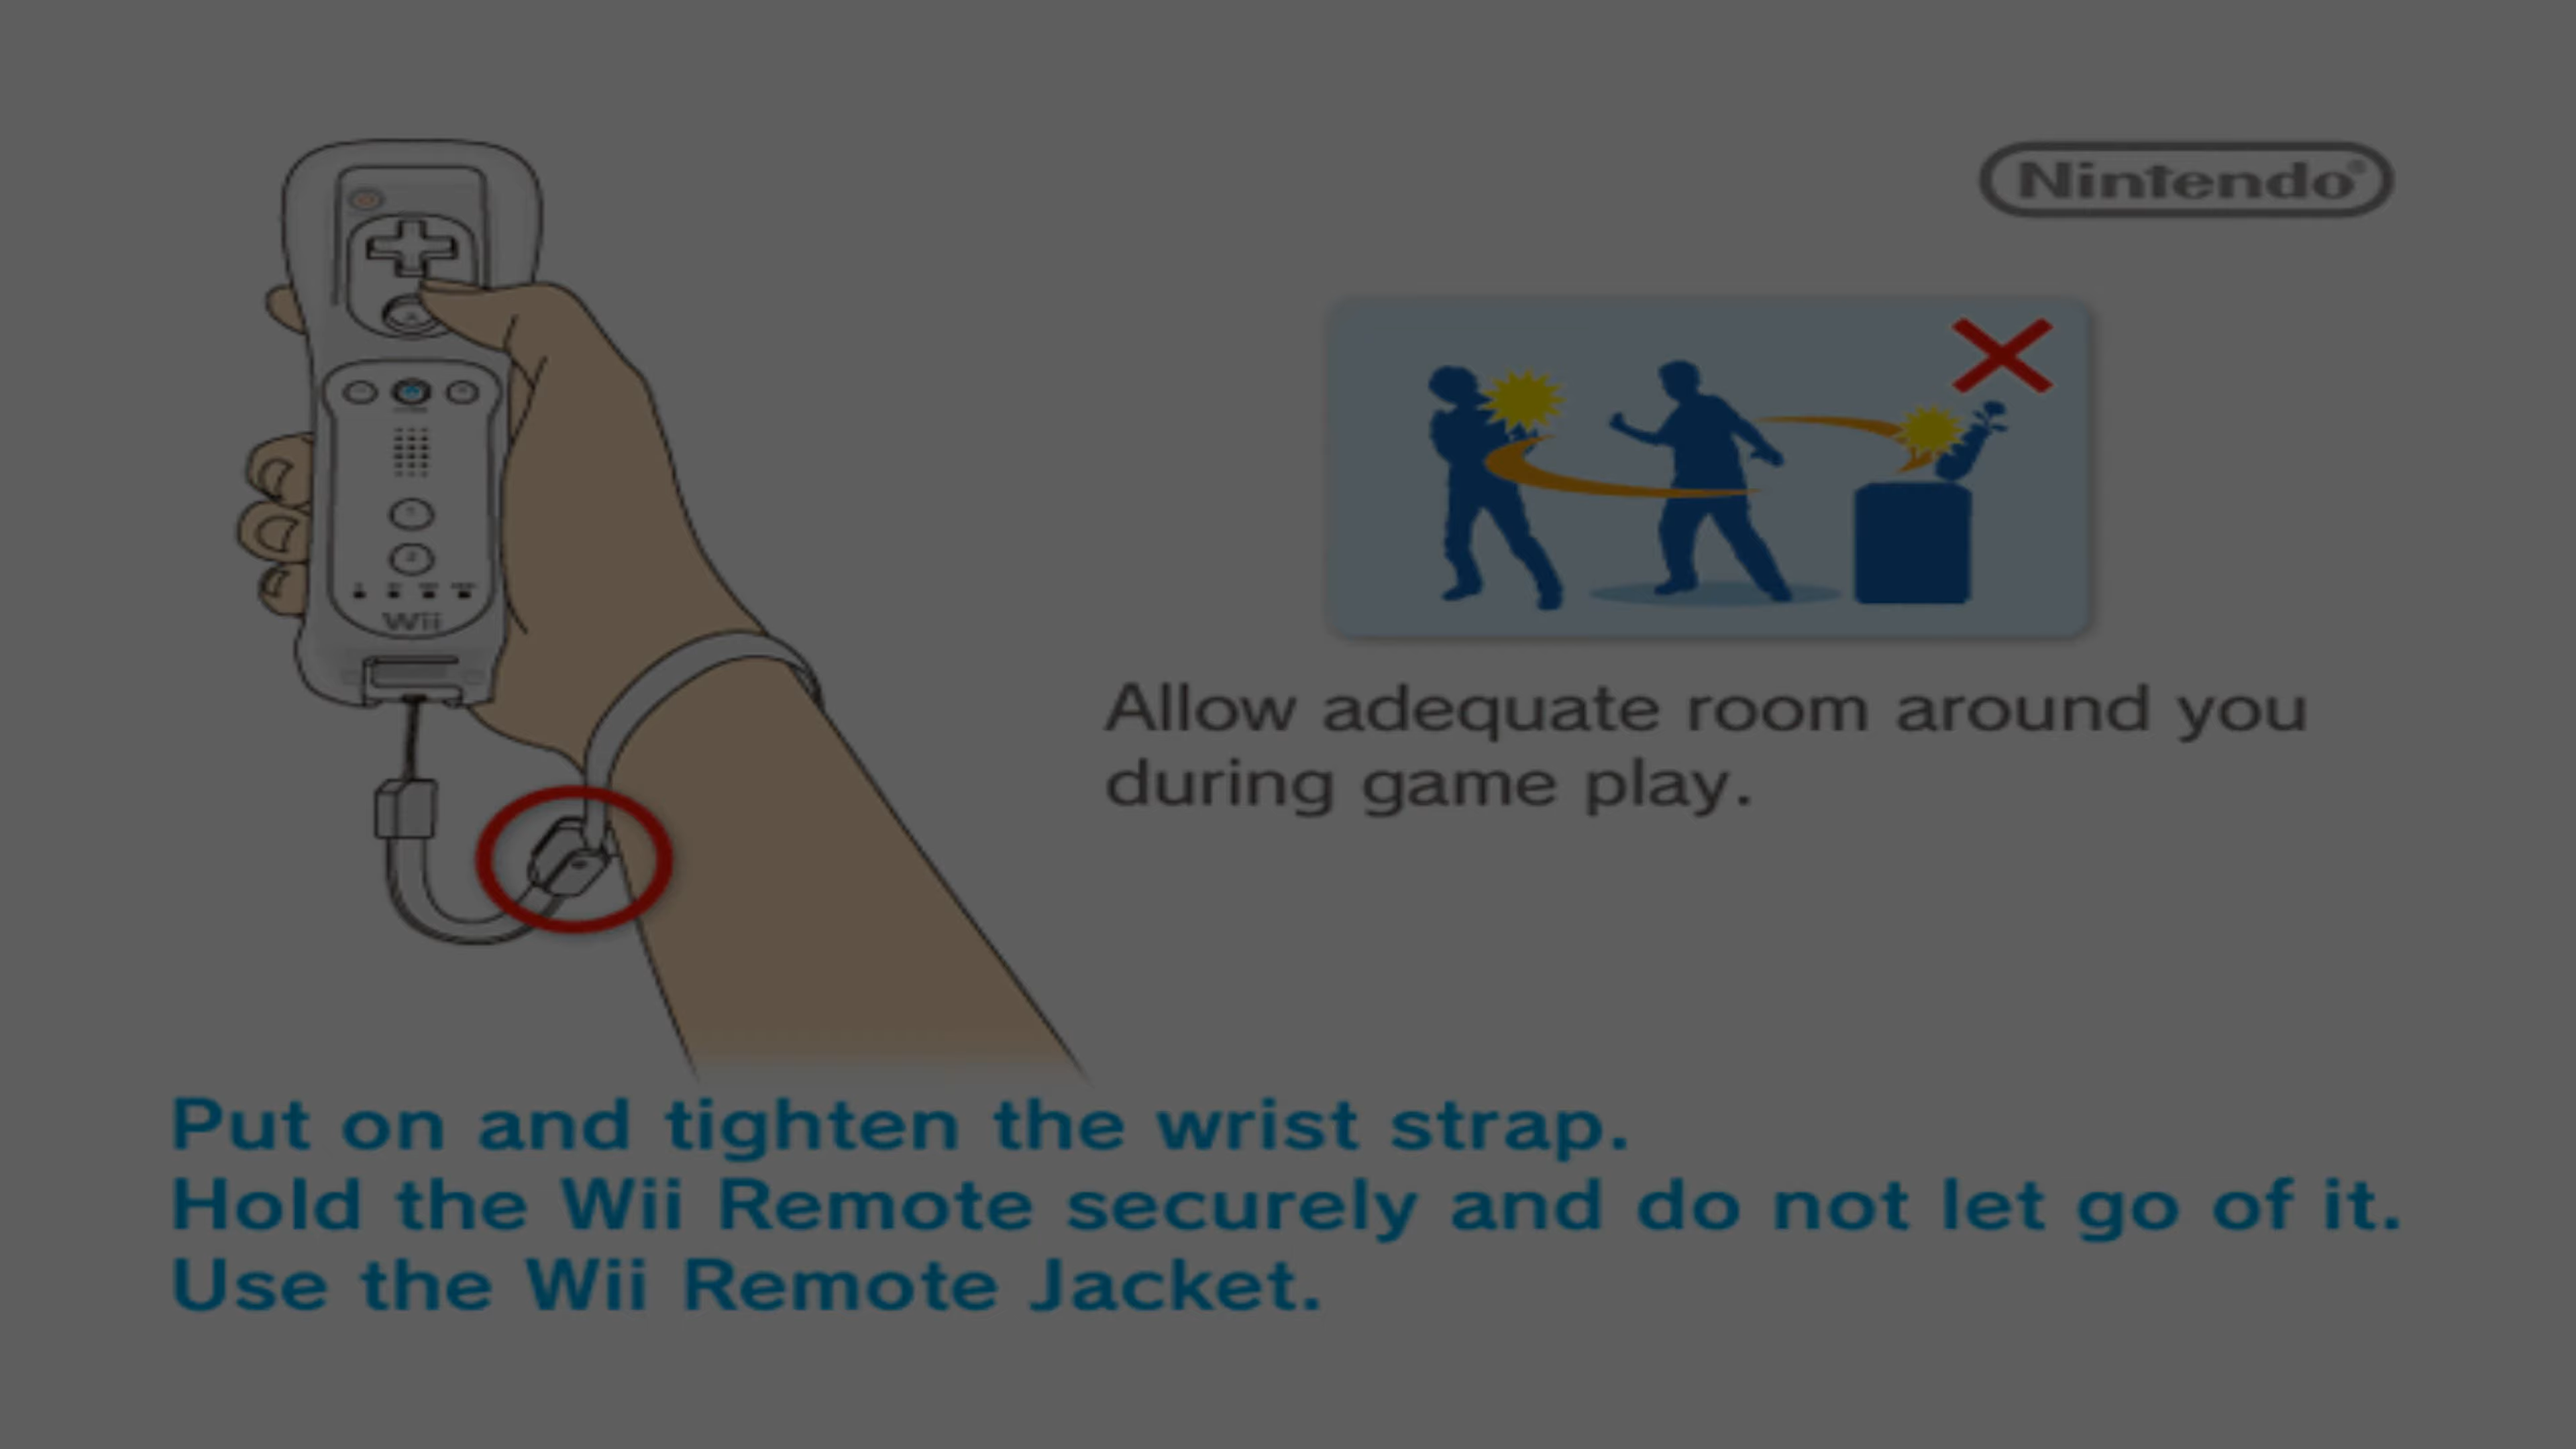 Nintendo®
Wii
Allow adequate room around you
during game play.
Put on and tighten the wrist strap.
Hold the Wii Remote securely and do not let go of it.
Use the Wii Remote Jacket.